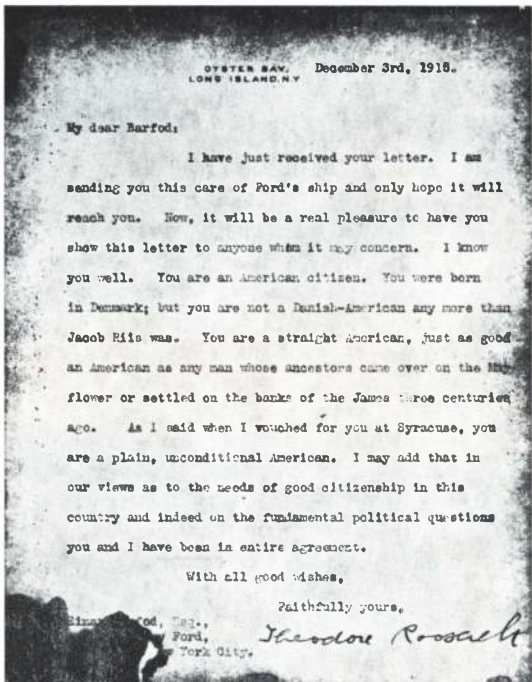 OYSTER BAY,
LONG ISLAND, N.Y
December 3rd, 1915.
My dear Barfod:
I have just received your letter. I am
sending you this care of Ford's ship and only hope it will
reach you. Now, it will be a real pleasure to have you
show this letter to anyone whom it may concern. I know
you well. You are an American citizen. You were born
in Denmark; but you are not a Danish-American any more than
Jacob Riis was. You are a straight American, just as good
an American as any man whose ancestors came over on the May-
flower or settled on the banks of the James three centuries
ago. As I said when I vouched for you at Syracuse, you
are a plain, unconditional American. I may add that in
our views as to the needs of good citizenship in this
country and indeed on the fundamental political questions
you and I have been in entire agreement.
With all good wishes,
Faithfully yours,
Theodore Roosevelt
Esq.,
Ford,
York City.